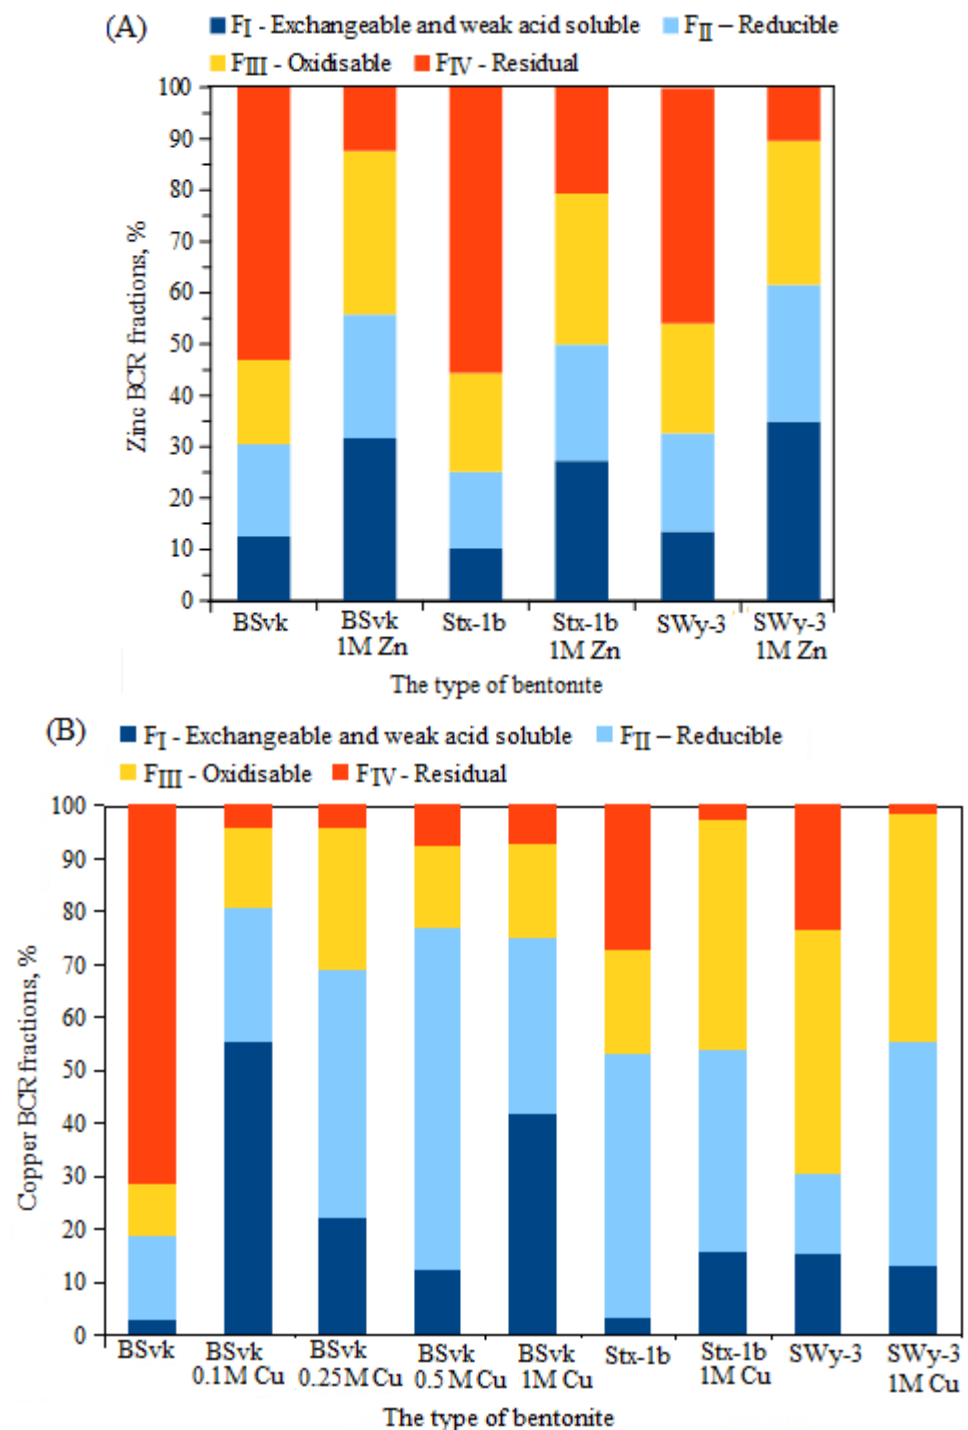 (A)
FI - Exchangeable and weak acid soluble FII – Reducible
FIII - Oxidisable FIV - Residual
Zinc BCR fractions, %
100
90
80
70
60
50
40
30
20
10
0
BSvk BSvk 1M Zn Stx-1b Stx-1b 1M Zn SWy-3 SWy-3 1M Zn
The type of bentonite
(B)
FI - Exchangeable and weak acid soluble FII – Reducible
FIII - Oxidisable FIV - Residual
Copper BCR fractions, %
100
90
80
70
60
50
40
30
20
10
0
BSvk BSvk 0.1M Cu BSvk 0.25M Cu BSvk 0.5 M Cu BSvk 1M Cu Stx-1b Stx-1b 1M Cu SWy-3 SWy-3 1M Cu
The type of bentonite